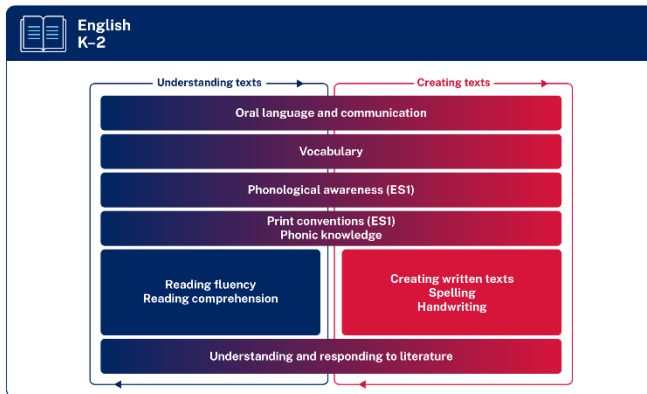 English
K–2
Understanding texts
Creating texts
Oral language and communication
Vocabulary
Phonological awareness (ES1)
Print conventions (ES1)
Phonic knowledge
Reading fluency
Reading comprehension
Creating written texts
Spelling
Handwriting
Understanding and responding to literature